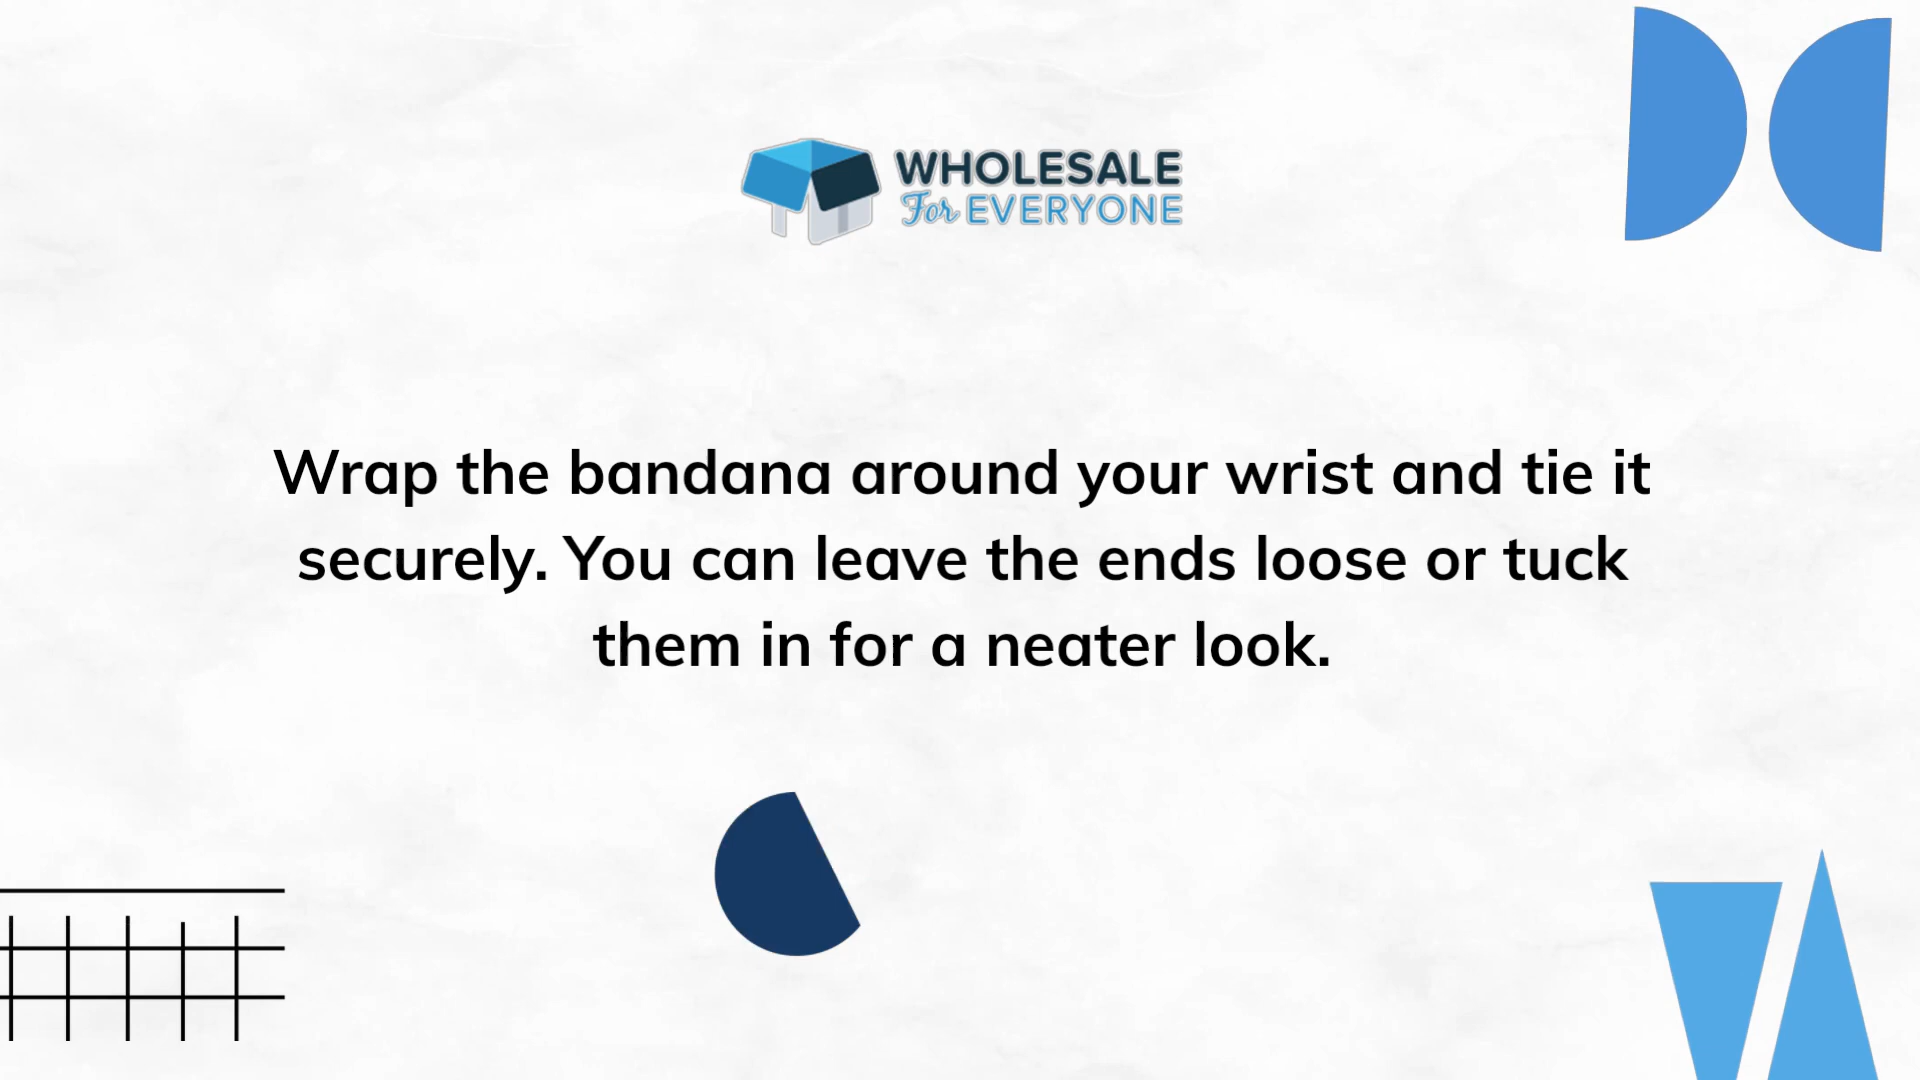 WHOLESALE
For EVERYONE
Wrap the bandana around your wrist and tie it
securely. You can leave the ends loose or tuck
them in for a neater look.